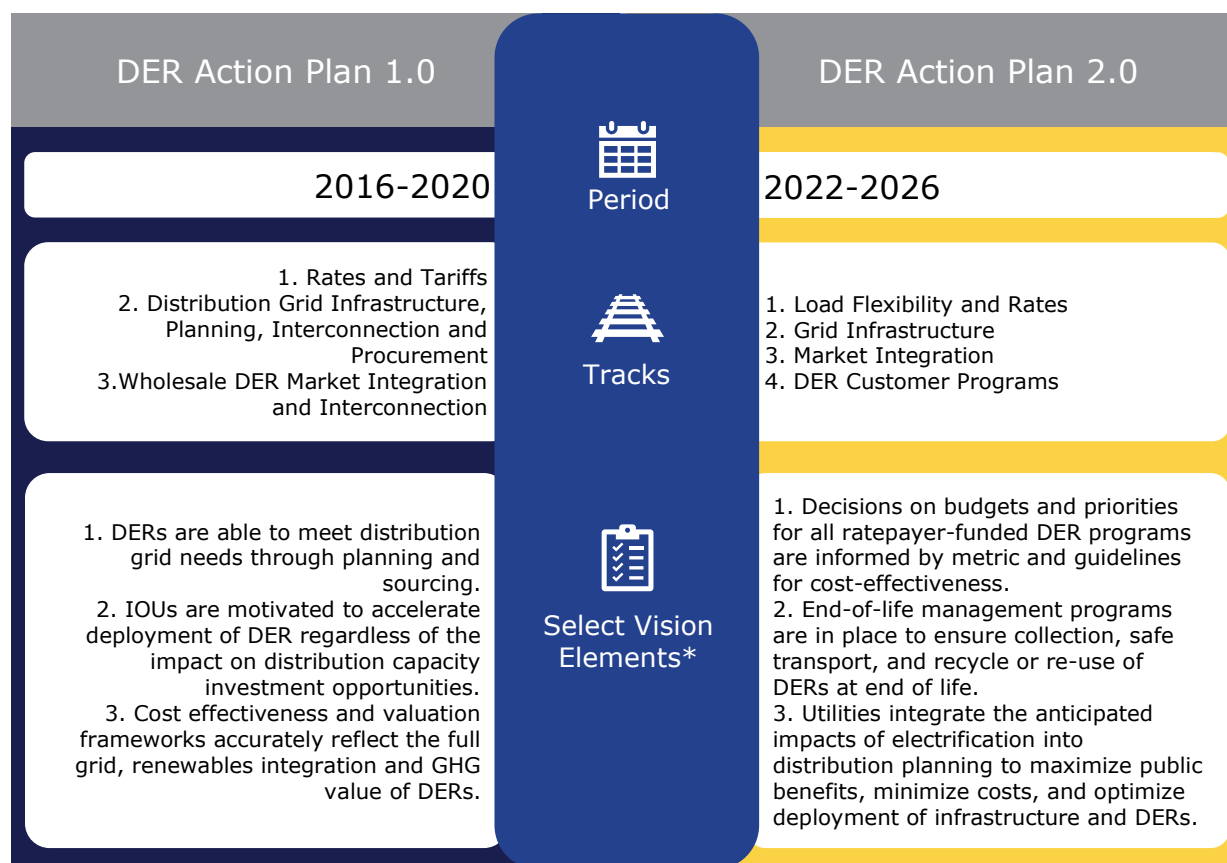 DER Action Plan 1.0
DER Action Plan 2.0
2016-2020
Period
2022-2026
1. Rates and Tariffs
2. Distribution Grid Infrastructure,
Planning, Interconnection and
Procurement
3.Wholesale DER Market Integration
and Interconnection
Tracks
1. Load Flexibility and Rates
2. Grid Infrastructure
3. Market Integration
4. DER Customer Programs
1. DERs are able to meet distribution
grid needs through planning and
sourcing.
2. IOUs are motivated to accelerate
deployment of DER regardless of the
impact on distribution capacity
investment opportunities.
3. Cost effectiveness and valuation
frameworks accurately reflect the full
grid, renewables integration and GHG
value of DERs.
Select Vision
Elements*
1. Decisions on budgets and priorities
for all ratepayer-funded DER programs
are informed by metric and guidelines
for cost-effectiveness.
2. End-of-life management programs
are in place to ensure collection, safe
transport, and recycle or re-use of
DERs at end of life.
3. Utilities integrate the anticipated
impacts of electrification into
distribution planning to maximize public
benefits, minimize costs, and optimize
deployment of infrastructure and DERs.